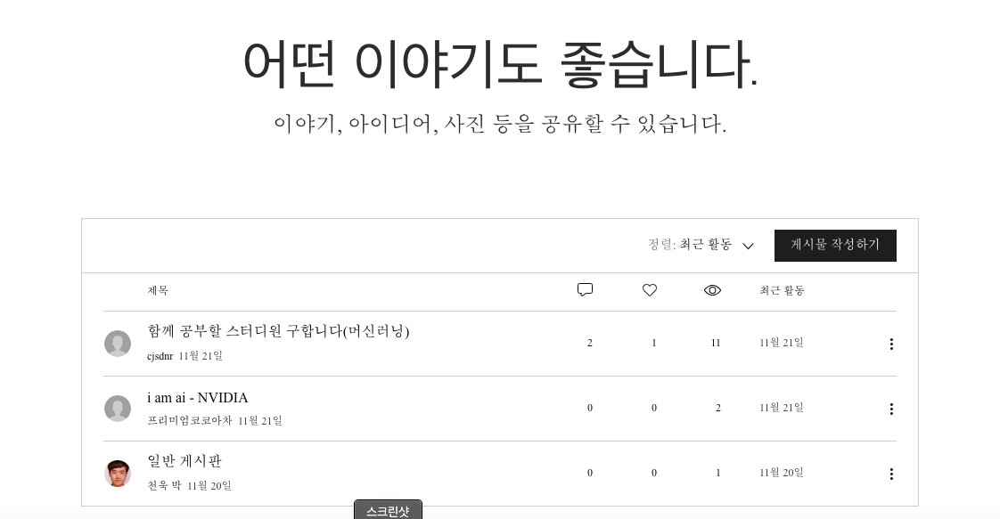 어떤 이야기도 좋습니다.
이야기, 아이디어, 사진 등을 공유할 수 있습니다.
정렬: 최근 활동 게시물 작성하기
제목 최근 활동
함께 공부할 스터디원 구합니다(머신러닝)
2 1 11 11월 21일
cjsdnr 11월 21일
i am ai - NVIDIA
0 0 2 11월 21일
프리미엄코코아차 11월 21일
일반 게시판
0 0 1 11월 20일
천욱 박 11월 20일
스크린샷